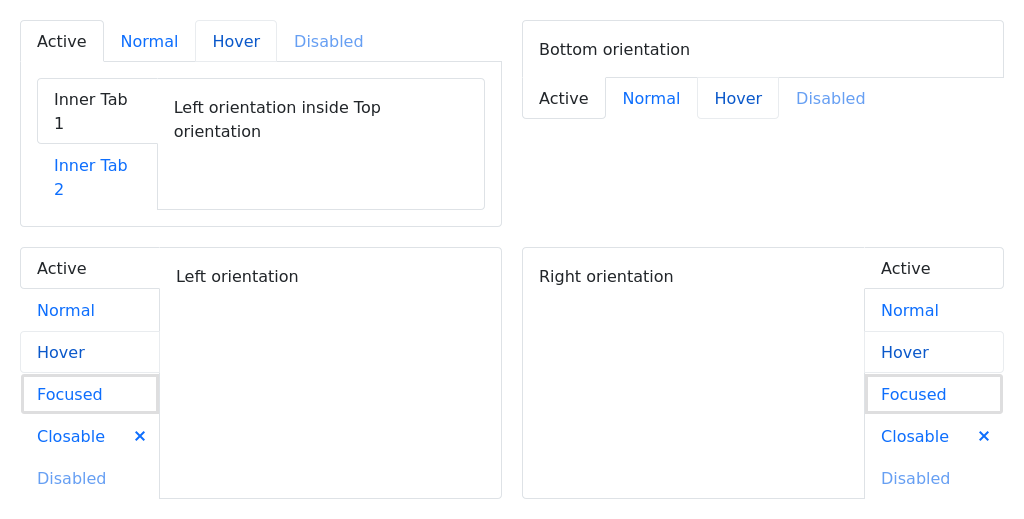 Active Normal Hover Disabled
Inner Tab
1
Inner Tab
2
Left orientation inside Top
orientation
Bottom orientation
Active Normal Hover Disabled
Active
Normal
Hover
Focused
Closable ×
Disabled
Left orientation
Right orientation
Active
Normal
Hover
Focused
Closable ×
Disabled